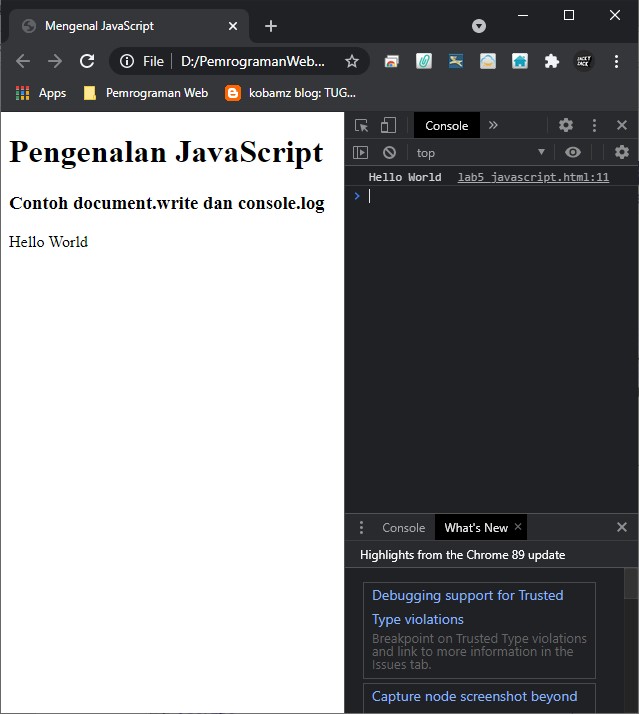 Mengenal JavaScript
File | D:/PemrogramanWeb...
Apps Pemrograman Web kobamz blog: TUG...
Pengenalan JavaScript
Contoh document.write dan console.log
Hello World
Console
top
Hello World lab5_javascript.html:11
Console What's New
Highlights from the Chrome 89 update
Debugging support for Trusted
Type violations
Breakpoint on Trusted Type violations
and link to more information in the
Issues tab.
Capture node screenshot beyond